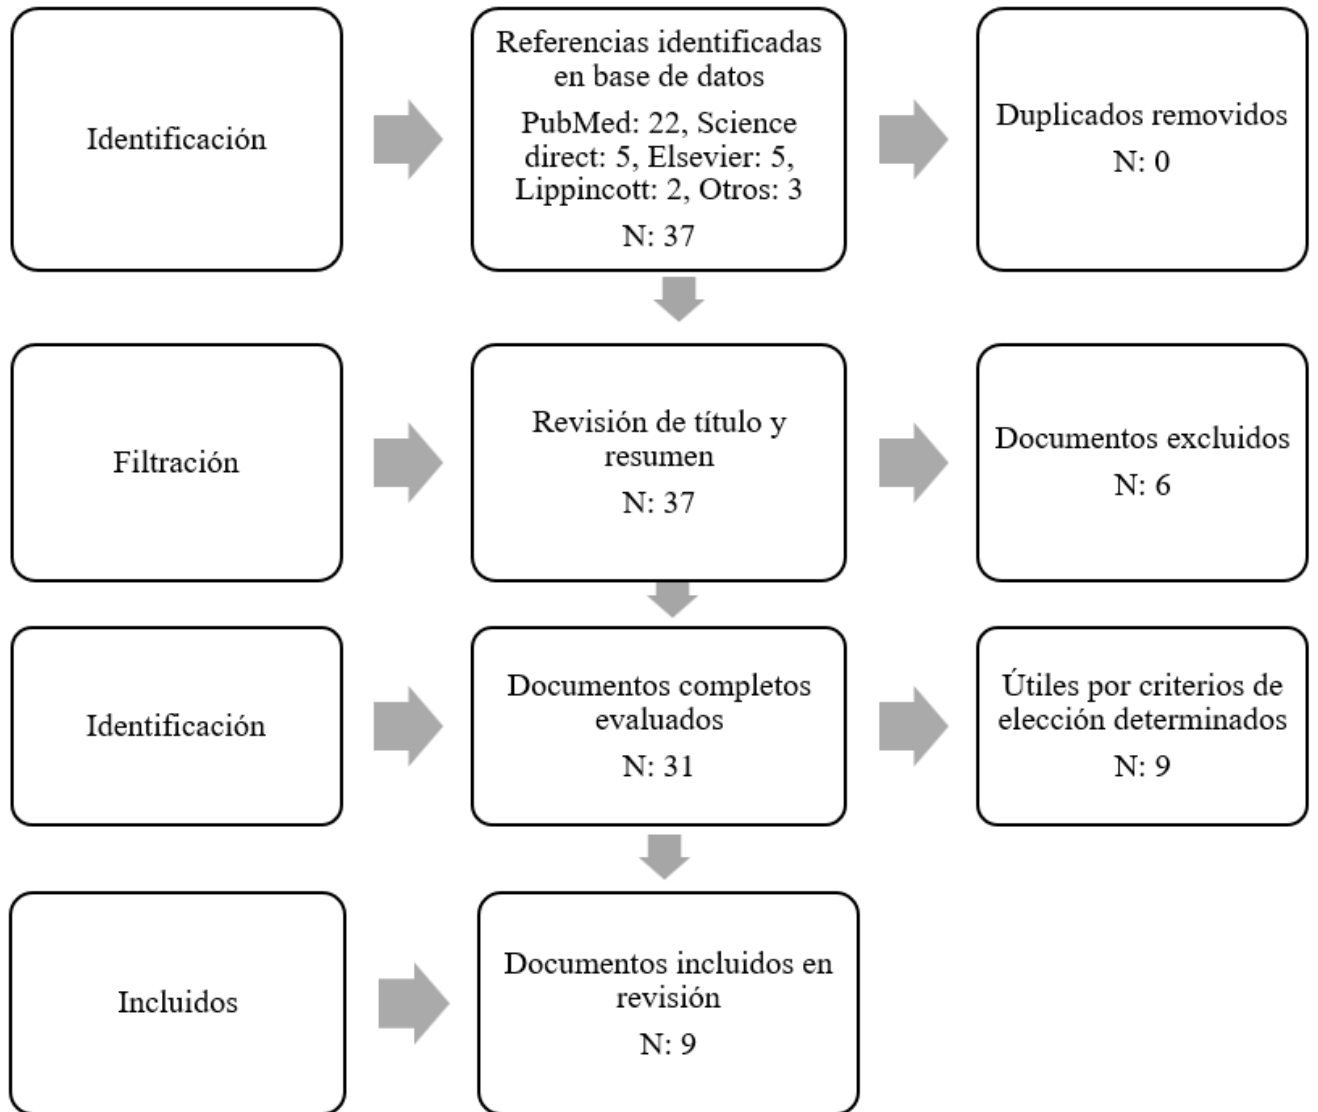 Identificación
Referencias identificadas
en base de datos
PubMed: 22, Science
direct: 5, Elsevier: 5,
Lippincott: 2, Otros: 3
N: 37
Duplicados removidos
N: 0
Filtración
Revisión de título y
resumen
N: 37
Documentos excluidos
N: 6
Identificación
Documentos completos
evaluados
N: 31
Útiles por criterios de
elección determinados
N: 9
Incluidos
Documentos incluidos en
revisión
N: 9